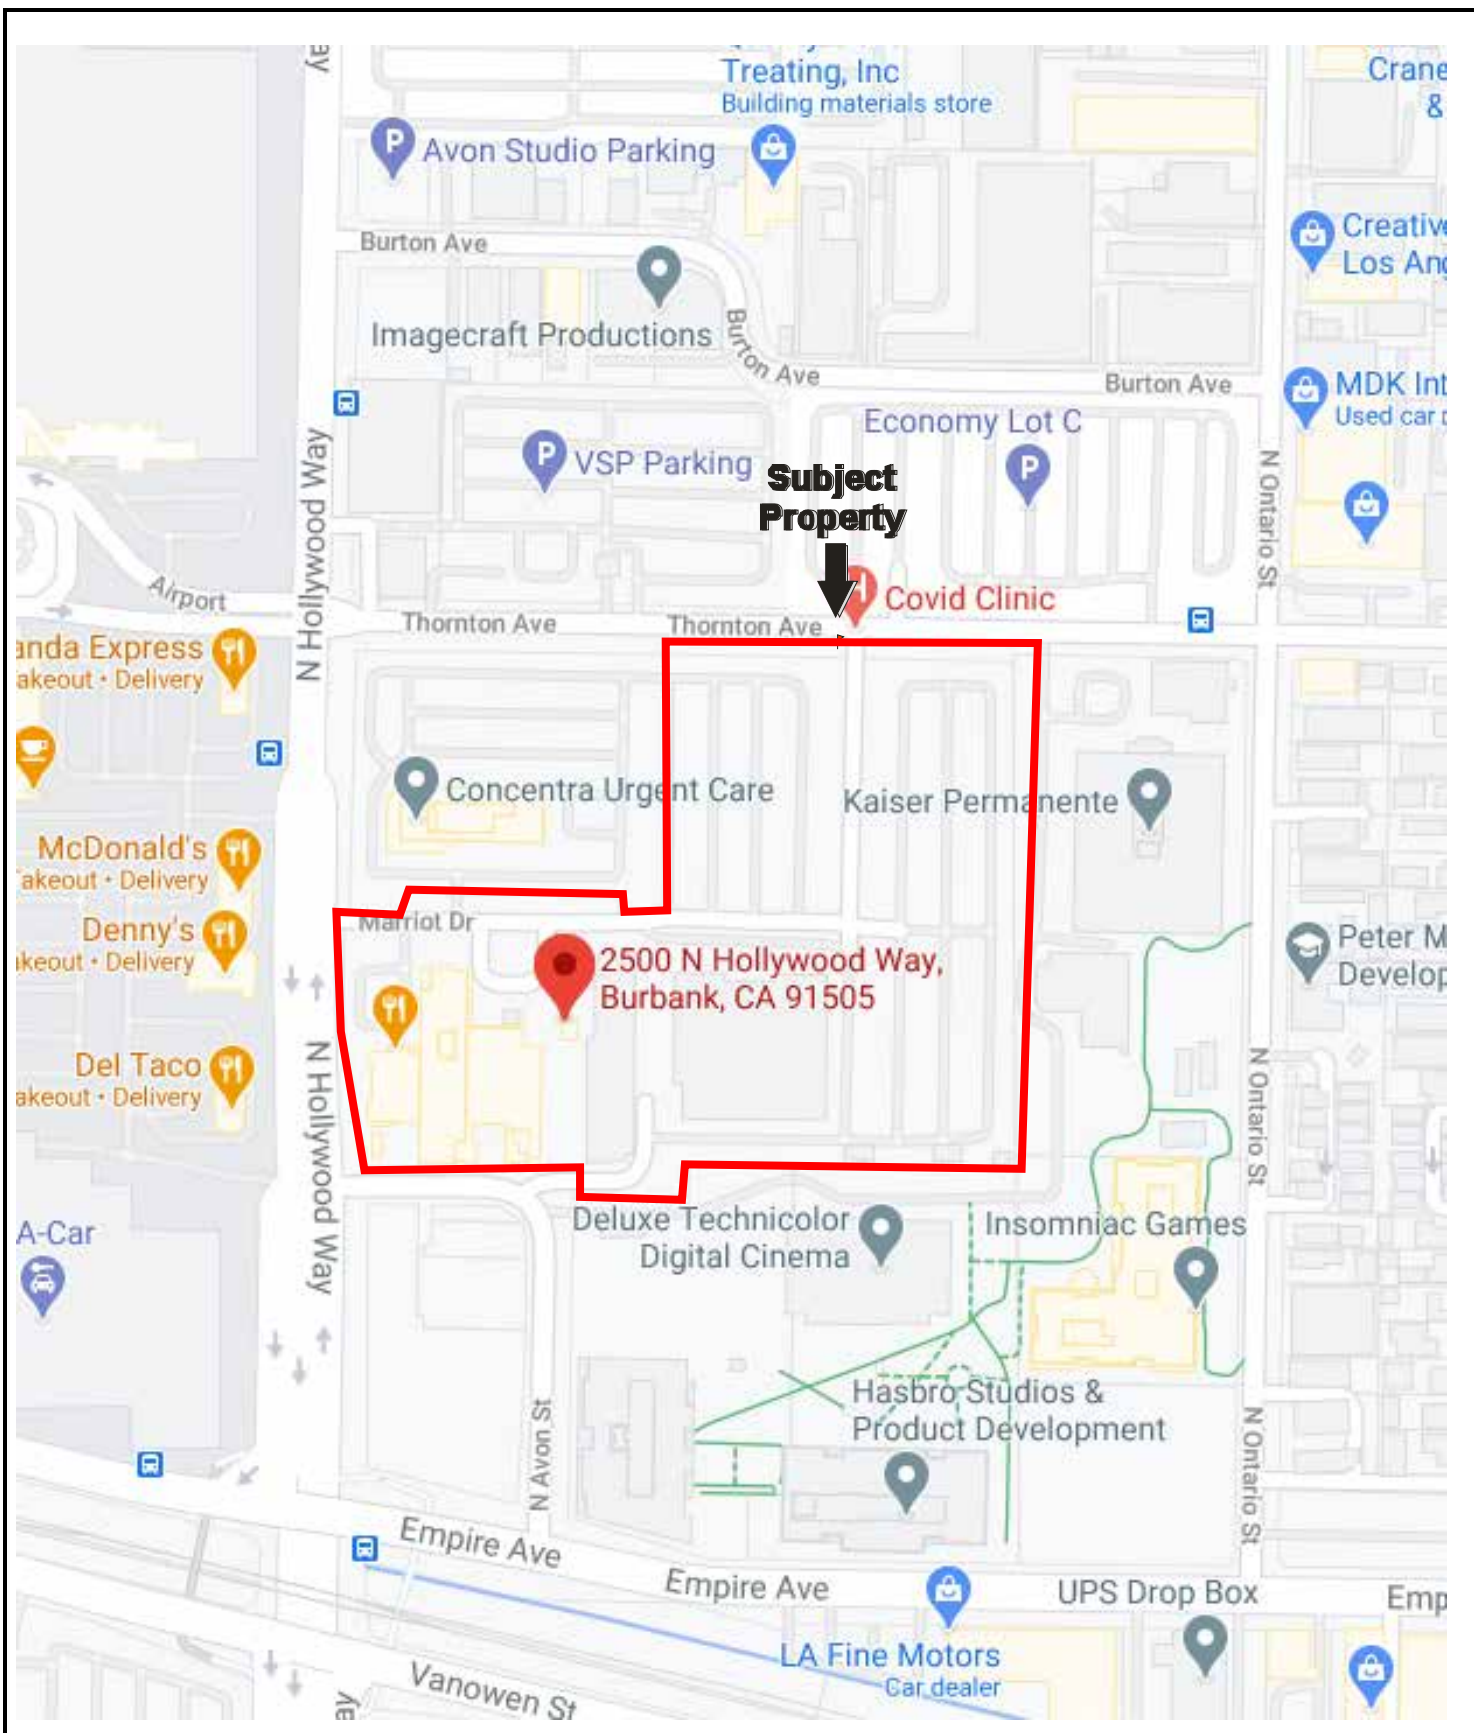 Treating, Inc
Building materials store
Crane
&
Avon Studio Parking
Burton Ave
Creative
Los Ang
Imagecraft Productions
Burton Ave
Burton Ave
MDK Int
Used car d
Economy Lot C
VSP Parking
Subject
Property
N Hollywood Way
N Ontario St
Airport
Covid Clinic
Thornton Ave
Thornton Ave
anda Express
akeout • Delivery
Concentra Urgent Care
Kaiser Permanente
McDonald's
akeout • Delivery
Marriot Dr
Denny's
akeout • Delivery
2500 N Hollywood Way,
Burbank, CA 91505
Peter M
Develop
Del Taco
akeout • Delivery
N Hollywood Way
N Ontario St
A-Car
Deluxe Technicolor
Digital Cinema
Insomniac Games
Hasbro Studios &
Product Development
N Avon St
N Ontario St
Empire Ave
Empire Ave
UPS Drop Box
Emp
LA Fine Motors
Car dealer
Vanowen St
ay
ay